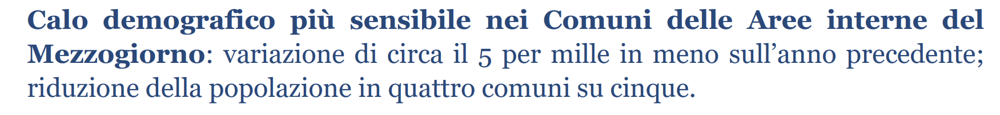 Calo demografico più sensibile nei Comuni delle Aree interne del
Mezzogiorno: variazione di circa il 5 per mille in meno sull’anno precedente;
riduzione della popolazione in quattro comuni su cinque.